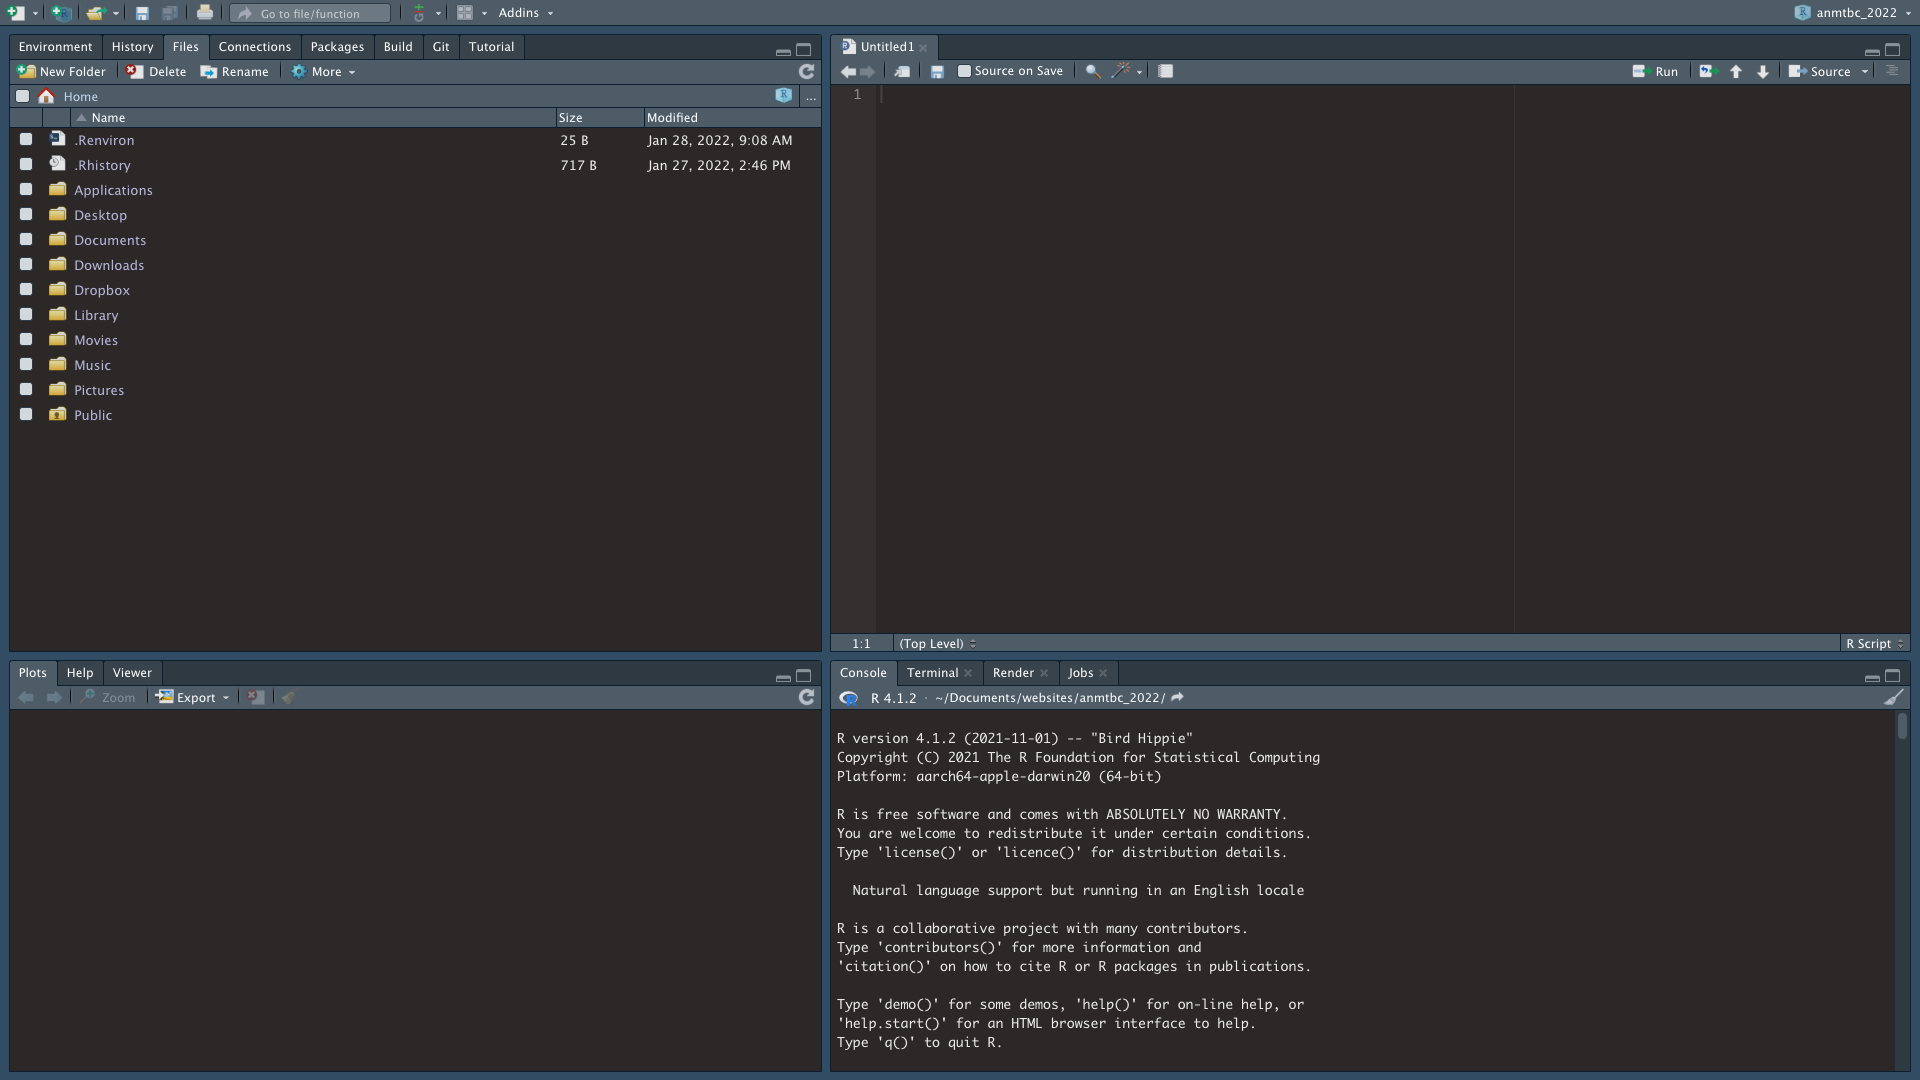 Go to file/function
Addins
anmtbc_2022
Environment History Files Connections Packages Build Git Tutorial
New Folder Delete Rename More
Home
...
Name Size Modified
.Renviron 25 B Jan 28, 2022, 9:08 AM
.Rhistory 717 B Jan 27, 2022, 2:46 PM
Applications
Desktop
Documents
Downloads
Dropbox
Library
Movies
Music
Pictures
Public
Untitled1
Source on Save Run Source
1
1:1 (Top Level) R Script
Plots Help Viewer
Zoom Export
Console Terminal Render Jobs
R 4.1.2 · ~/Documents/websites/anmtbc_2022/
R version 4.1.2 (2021-11-01) -- "Bird Hippie"
Copyright (C) 2021 The R Foundation for Statistical Computing
Platform: aarch64-apple-darwin20 (64-bit)
R is free software and comes with ABSOLUTELY NO WARRANTY.
You are welcome to redistribute it under certain conditions.
Type 'license()' or 'licence()' for distribution details.
Natural language support but running in an English locale
R is a collaborative project with many contributors.
Type 'contributors()' for more information and
'citation()' on how to cite R or R packages in publications.
Type 'demo()' for some demos, 'help()' for on-line help, or
'help.start()' for an HTML browser interface to help.
Type 'q()' to quit R.